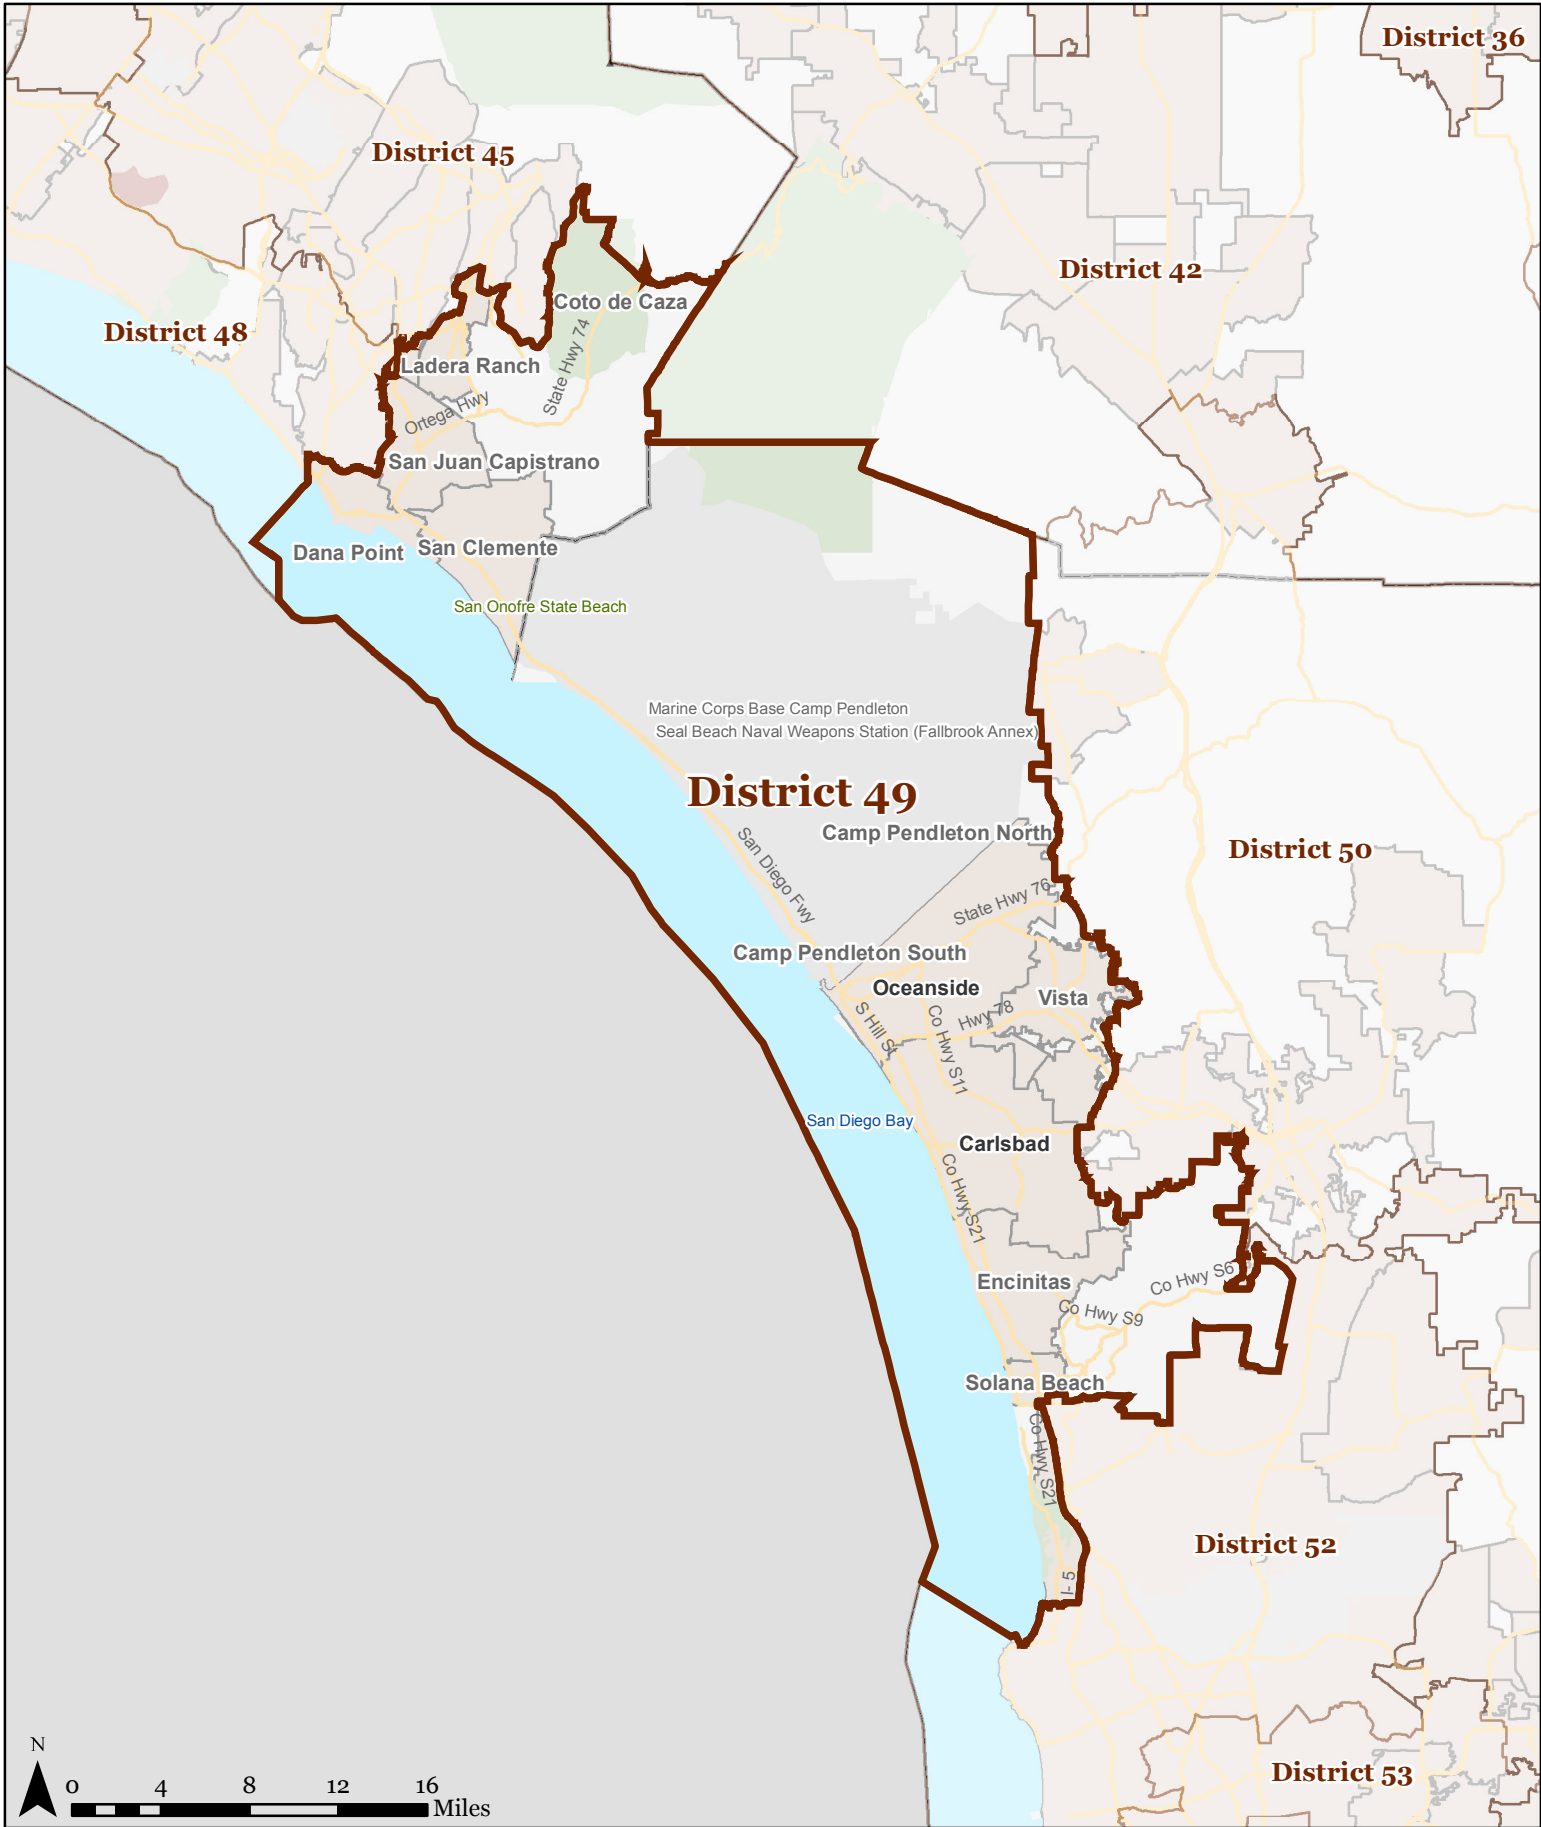 District 36
District 45
District 42
Coto de Caza
District 48
State Hwy 74
Ladera Ranch
Ortega Hwy
San Juan Capistrano
Dana Point
San Clemente
San Onofre State Beach
Marine Corps Base Camp Pendleton
Seal Beach Naval Weapons Station (Fallbrook Annex)
District 49
Camp Pendleton North
District 50
San Diego Fwy
State Hwy 76
Camp Pendleton South
Oceanside
Vista
S Hill St
Co Hwy S11
Hwy 78
San Diego Bay
Carlsbad
Co Hwy S21
Encinitas
Co Hwy S6
Co Hwy S9
Solana Beach
Co Hwy S21
District 52
I- 5
N
District 53
0 4 8 12 16
Miles